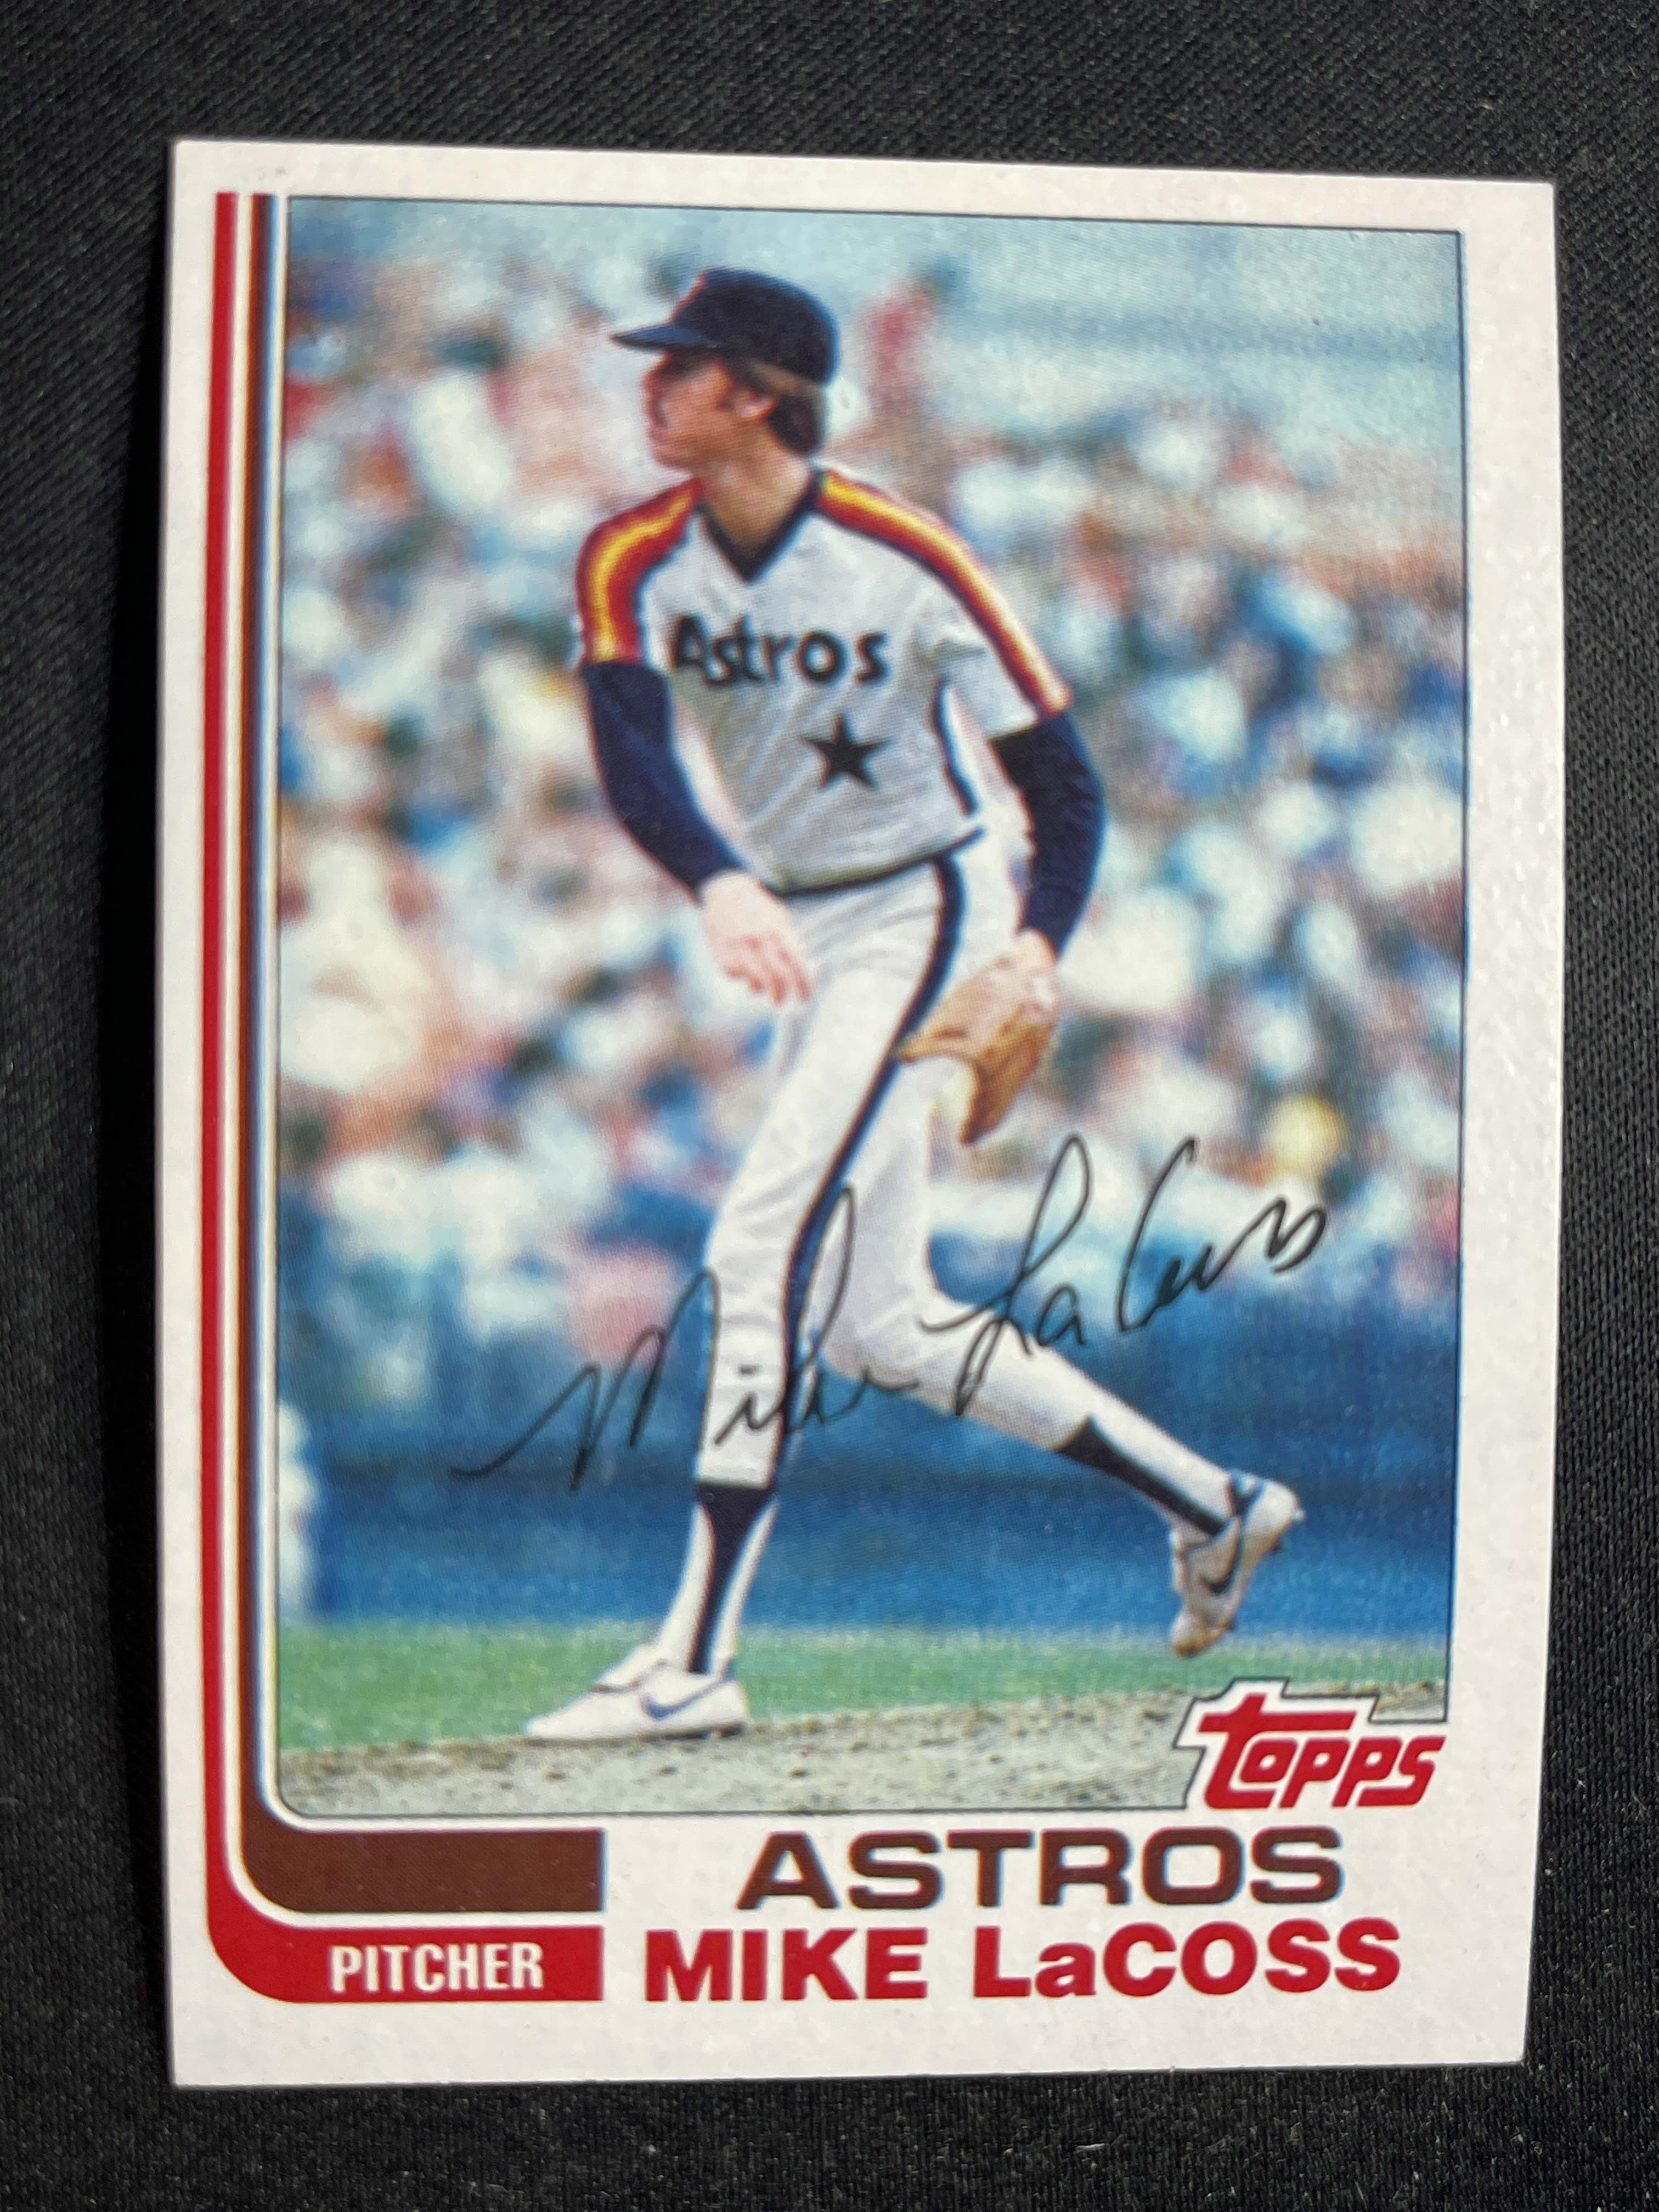 Astros
Mike LaCoss
TOPPS
ASTROS
PITCHER MIKE LaCOSS